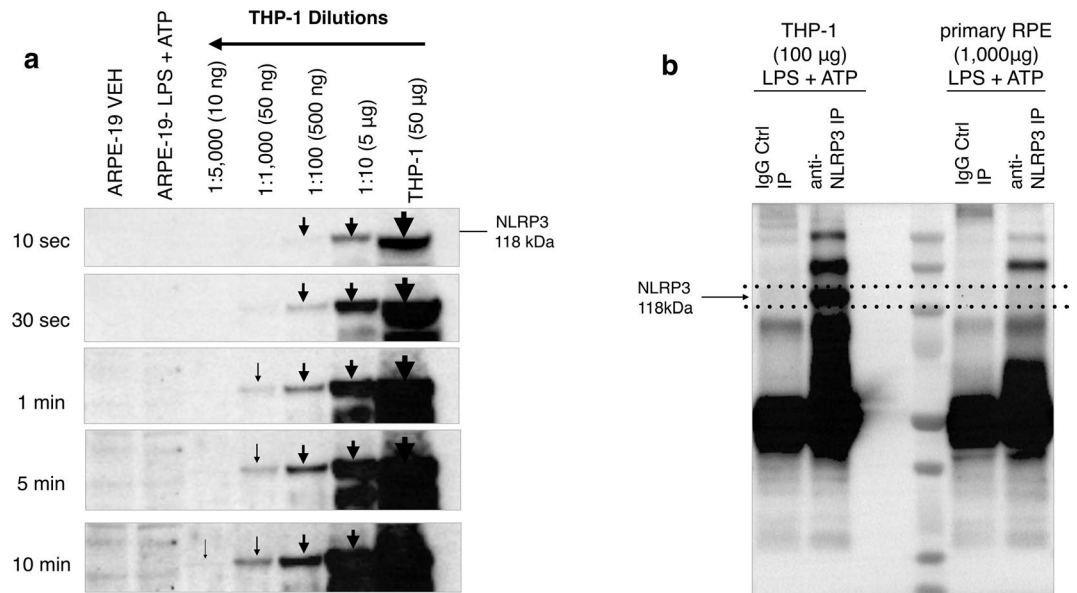 THP-1 Dilutions
a
ARPE-19 VEH
ARPE-19- LPS + ATP
1:5,000 (10 ng)
1:1,000 (50 ng)
1:100 (500 ng)
1:10 (5 µg)
THP-1 (50 µg)
10 sec
30 sec
1 min
5 min
10 min
NLRP3
118 kDa
b
THP-1
(100 µg)
LPS + ATP
primary RPE
(1,000µg)
LPS + ATP
IgG Ctrl
IP
anti-
NLRP3 IP
IgG Ctrl
IP
anti-
NLRP3 IP
NLRP3
118kDa